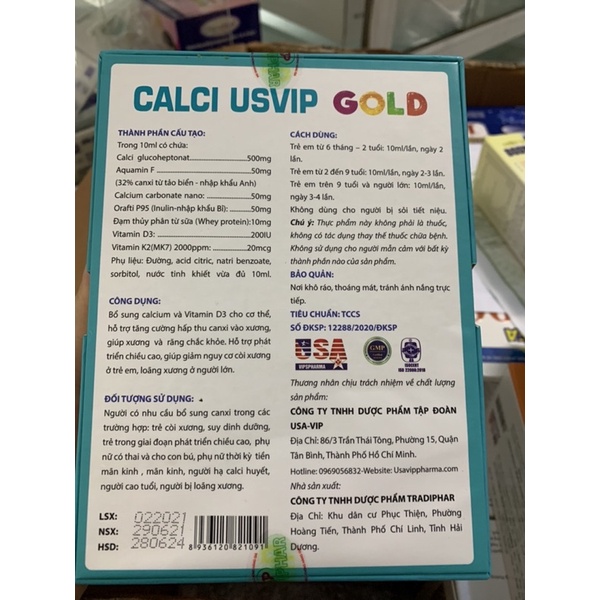 CALCI USVIP GOLD
THÀNH PHẦN CẤU TẠO:
Trong 10ml có chứa:
Calci glucoheptonat 500mg
Aquamin F 50mg
(32% canxi từ tảo biển - nhập khẩu Anh)
Calcium carbonate nano: 50mg
Orafti P95 (Inulin-nhập khẩu Bỉ): 50mg
Đạm thủy phân từ sữa (Whey protein):10mg
Vitamin D3: 200IU
Vitamin K2(MK7) 2000ppm: 20mcg
Phụ liệu: Đường, acid citric, natri benzoate,
sorbitol, nước tinh khiết vừa đủ 10ml.
CÔNG DỤNG:
Bổ sung calcium và Vitamin D3 cho cơ thể,
hỗ trợ tăng cường hấp thu canxi vào xương,
giúp xương và răng chắc khỏe. Hỗ trợ phát
triển chiều cao, giúp giảm nguy cơ còi xương
ở trẻ em, loãng xương ở người lớn.
ĐỐI TƯỢNG SỬ DỤNG:
Người có nhu cầu bổ sung canxi trong các
trường hợp: trẻ còi xương, suy dinh dưỡng,
trẻ trong giai đoạn phát triển chiều cao, phụ
nữ có thai và cho con bú, phụ nữ thời kỳ tiền
mãn kinh , mãn kinh, người hạ calci huyết,
người cao tuổi, người bị loãng xương.
LSX: 022021
NSX: 290621
HSD: 280624
8 936120 821091
CÁCH DÙNG:
Trẻ em từ 6 tháng – 2 tuổi: 10ml/lần, ngày 2
lần.
Trẻ em từ 2 đến 9 tuổi: 10ml/lần, ngày 2-3 lần.
Trẻ em trên 9 tuổi và người lớn: 10ml/lần,
ngày 3-4 lần.
Không dùng cho người bị sỏi tiết niệu.
Chú ý: Thực phẩm này không phải là thuốc,
không có tác dụng thay thế thuốc chữa bệnh.
Không sử dụng cho người mẫn cảm với bất kỳ
thành phần nào của sản phẩm.
BẢO QUẢN:
Nơi khô ráo, thoáng mát, tránh ánh nắng trực
tiếp.
TIÊU CHUẨN: TCCS
SỐ ĐKSP: 12288/2020/ĐKSP
USA
VIPSPHARMA
GMP
ISO 22000:2018
Thương nhân chịu trách nhiệm về chất lượng
sản phẩm:
CÔNG TY TNHH DƯỢC PHẨM TẬP ĐOÀN
USA-VIP
Địa Chỉ: 86/3 Trần Thái Tông, Phường 15, Quận
Tân Bình, Thành Phố Hồ Chí Minh.
Hotline: 0969056832-Website: Usavippharma.com
Nhà sản xuất:
CÔNG TY TNHH DƯỢC PHẨM TRADIPHAR
Địa Chỉ: Khu dân cư Phục Thiện, Phường
Hoàng Tiến, Thành Phố Chí Linh, Tỉnh Hải
Dương.